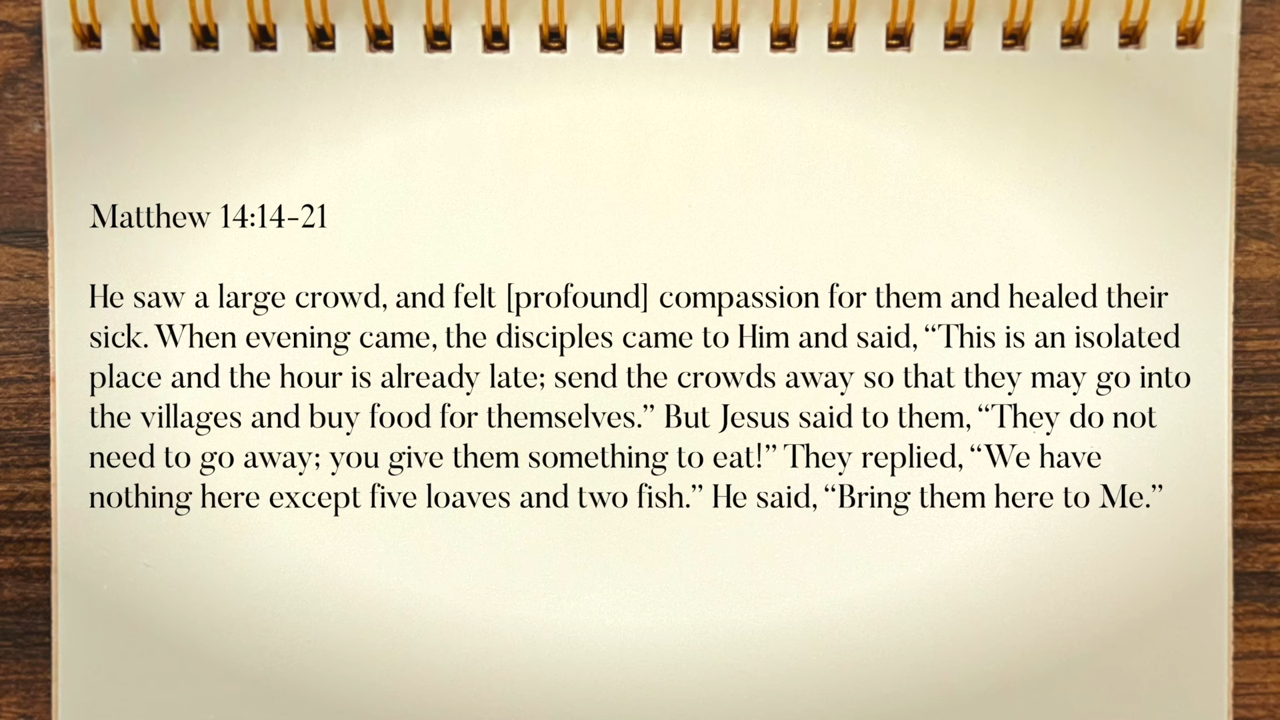 Matthew 14:14-21
He saw a large crowd, and felt [profound] compassion for them and healed their
sick. When evening came, the disciples came to Him and said, “This is an isolated
place and the hour is already late; send the crowds away so that they may go into
the villages and buy food for themselves.” But Jesus said to them, “They do not
need to go away; you give them something to eat!” They replied, “We have
nothing here except five loaves and two fish.” He said, “Bring them here to Me.”